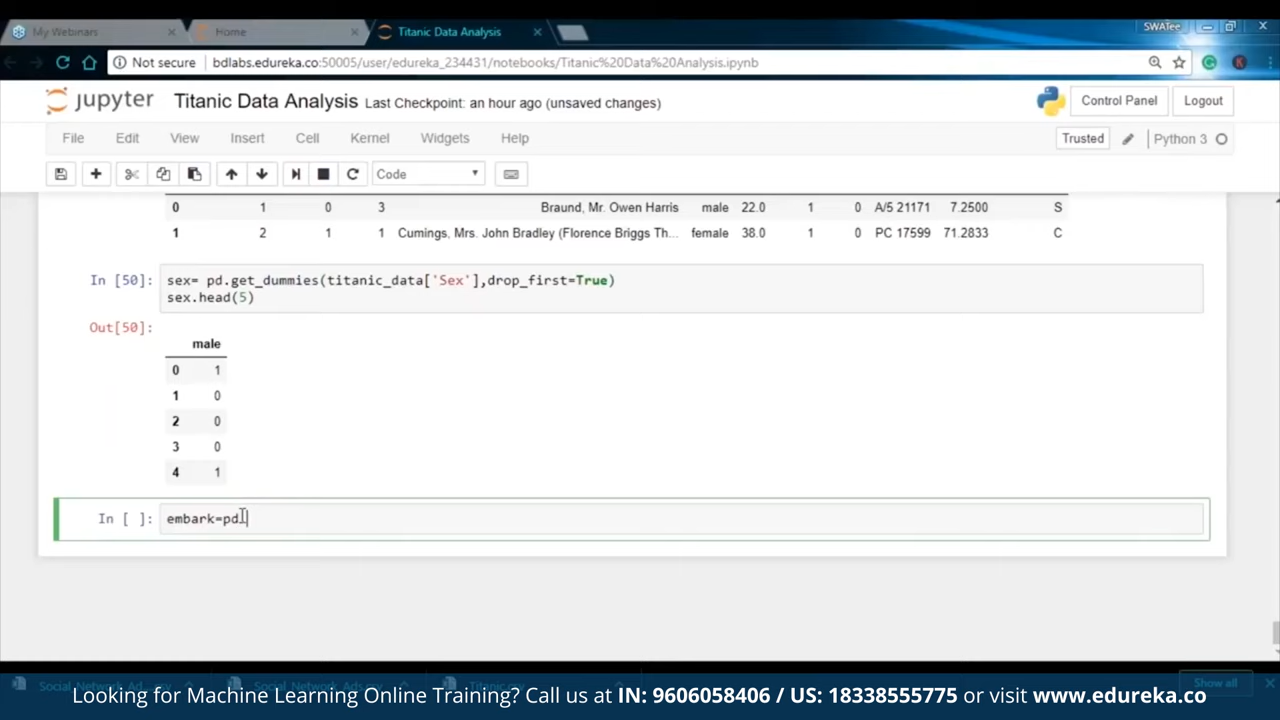 My Webinars
Home
Titanic Data Analysis
SWATee
Not secure
bdlabs.edureka.co:50005/user/edureka_234431/notebooks/Titanic%20Data%20Analysis.ipynb
jupyter Titanic Data Analysis Last Checkpoint: an hour ago (unsaved changes)
Control Panel
Logout
File Edit View Insert Cell Kernel Widgets Help
Trusted
Python 3
Code
0 1 0 3 Braund, Mr. Owen Harris male 22.0 1 0 A/5 21171 7.2500 S
1 2 1 1 Cumings, Mrs. John Bradley (Florence Briggs Th... female 38.0 1 0 PC 17599 71.2833 C
In [50]: sex= pd.get_dummies(titanic_data['Sex'],drop_first=True)
sex.head(5)
Out[50]:
male
0 1
1 0
2 0
3 0
4 1
In [ ]: embark=pd.
Show all
Looking for Machine Learning Online Training? Call us at IN: 9606058406 / US: 18338555775 or visit www.edureka.co